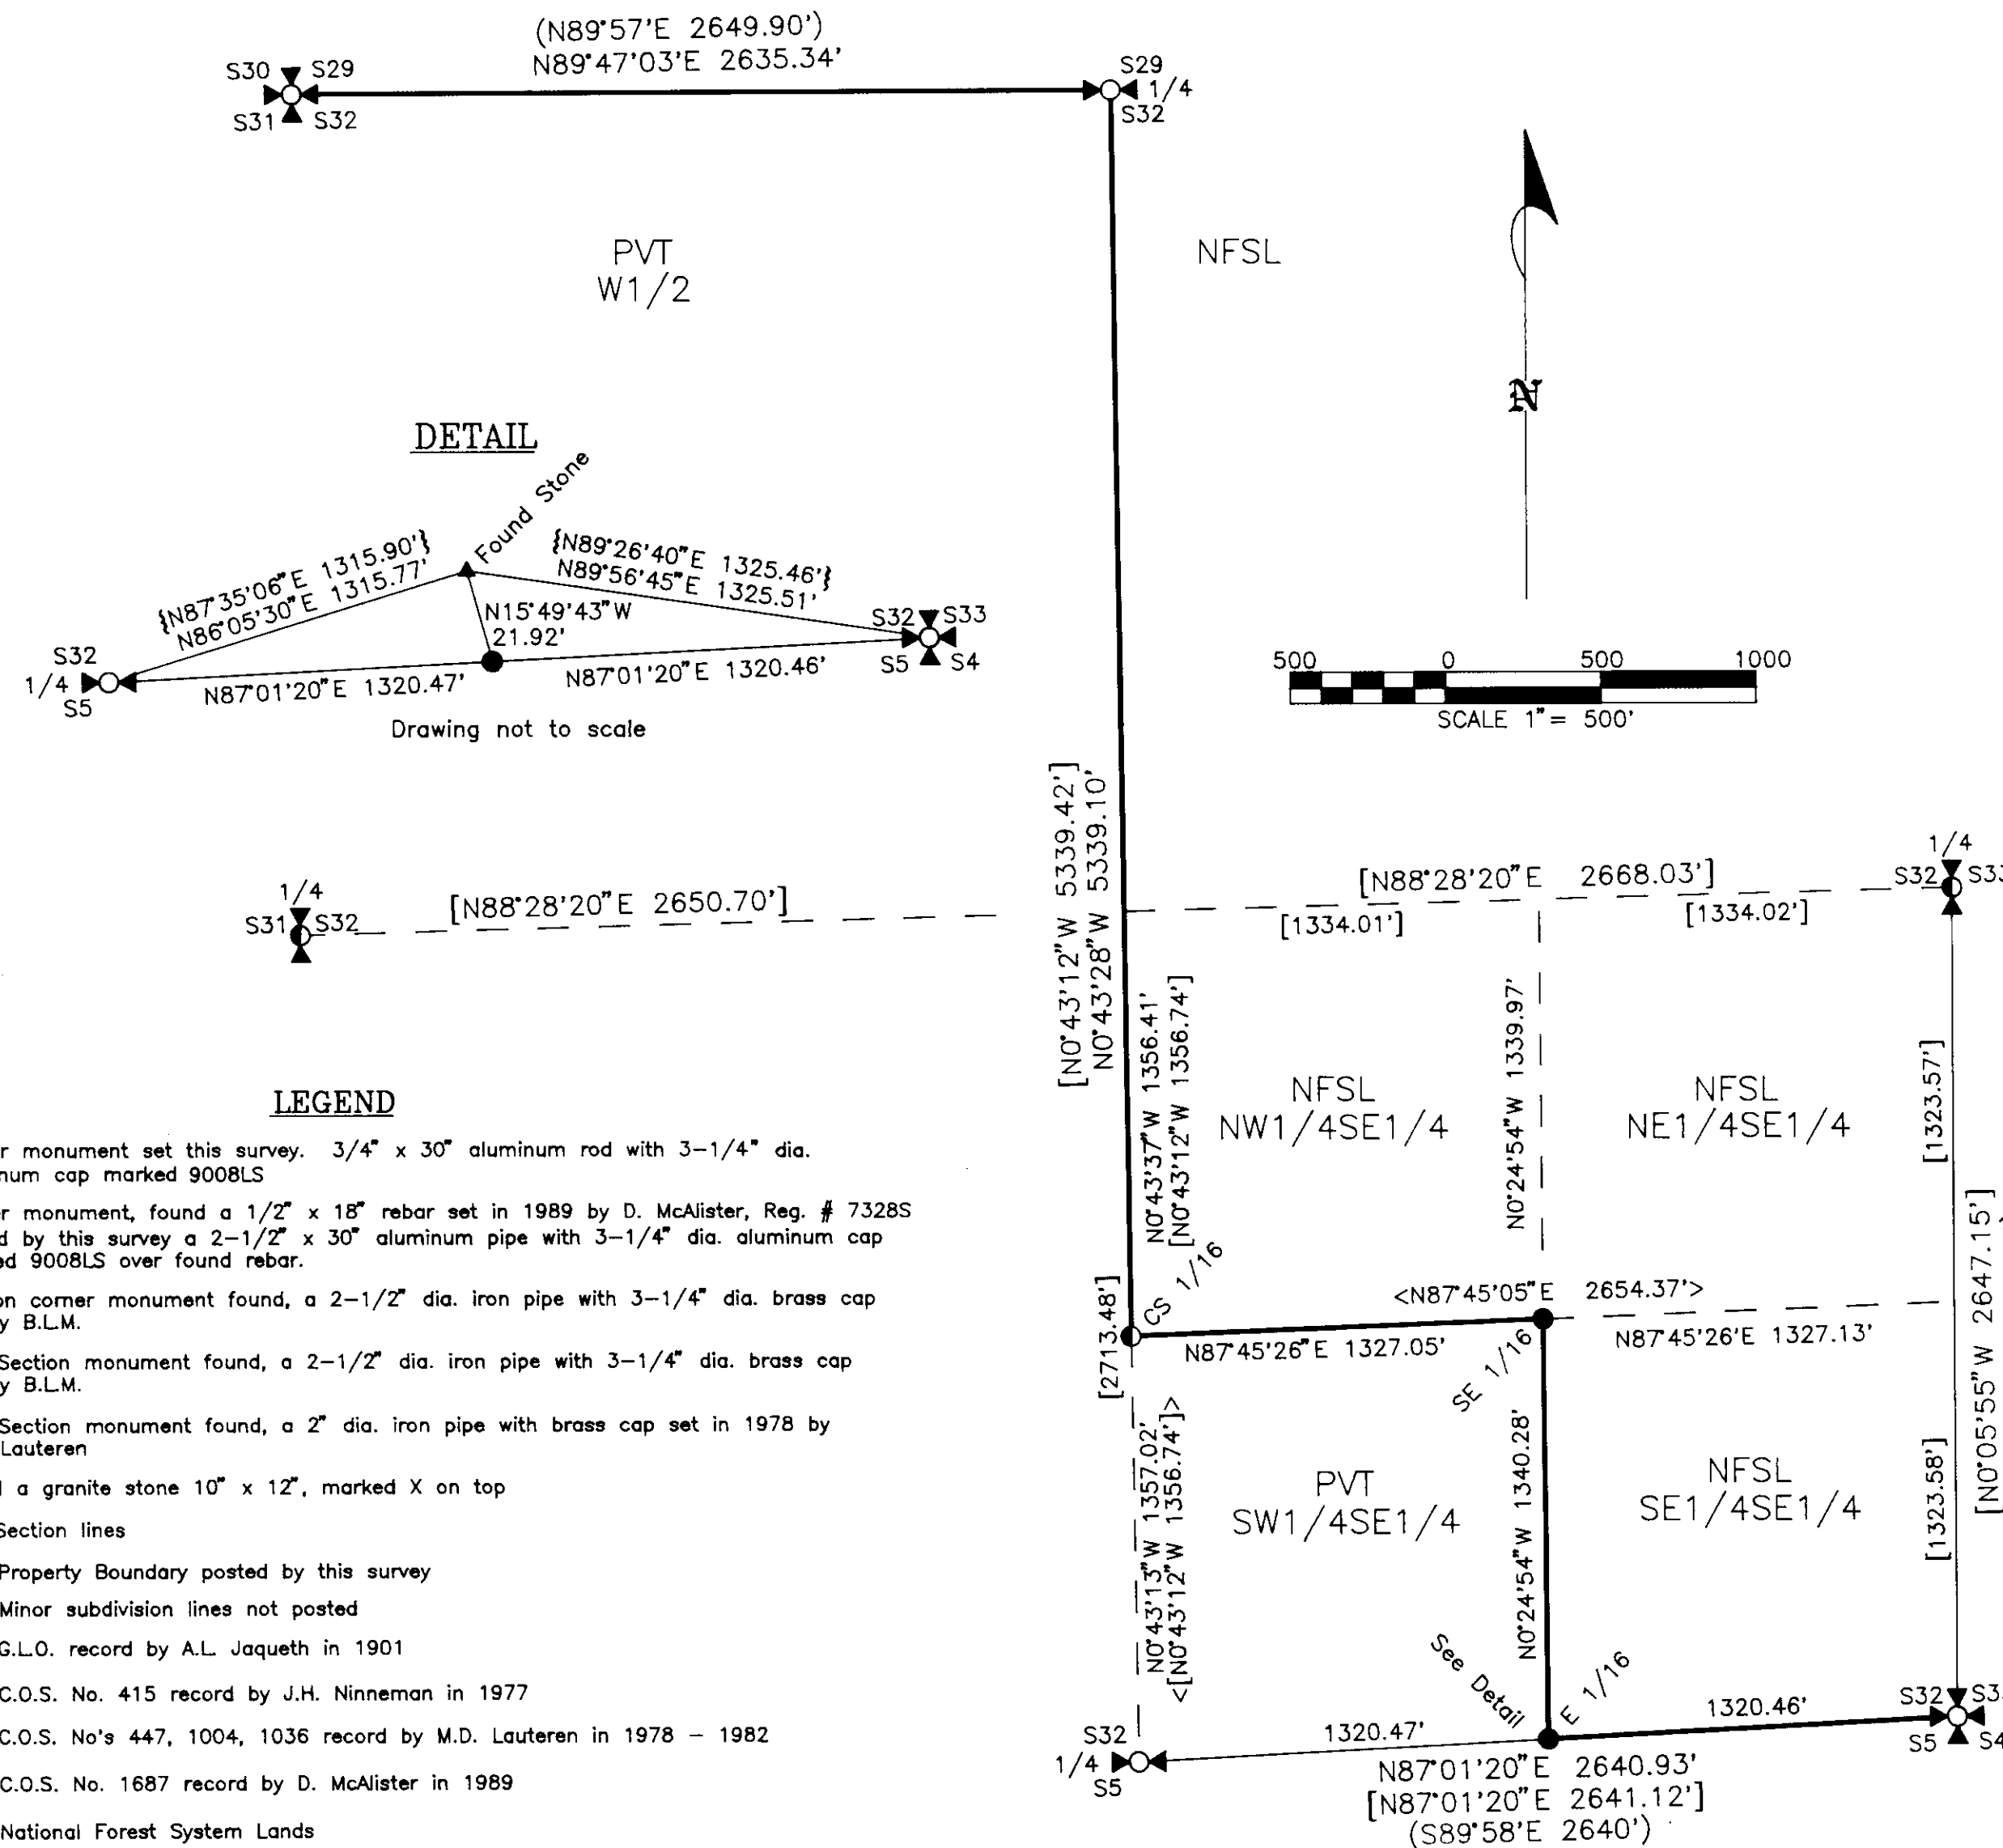 (N89°57'E 2649.90')
N89°47'03'E 2635.34'
S30 S29
S31 S32
S29
1/4
S32
PVT
W1/2
NFSL
N
DETAIL
Found Stone
{N87°35'06"E 1315.90'}
N86°05'30"E 1315.77'
{N89°26'40"E 1325.46'}
N89°56'45"E 1325.51'
N15°49'43"W
21.92'
S32
1/4
S5
S32 S33
S5 S4
N87°01'20"E 1320.47'
N87°01'20"E 1320.46'
Drawing not to scale
500 0 500 1000
SCALE 1"= 500'
[N0°43'12"W 5339.42']
N0°43'28"W 5339.10'
1/4
S31 S32
[N88°28'20"E 2650.70']
[N88°28'20"E 2668.03']
[1334.01']
[1334.02']
1/4
S32 S33
N0°43'37"W 1356.41'
[N0°43'12"W 1356.74']
N0°24'54"W 1339.97'
NFSL
NW1/4SE1/4
NFSL
NE1/4SE1/4
[1323.57']
[N0°05'55"W 2647.15']
[2713.48']
CS 1/16
<N87°45'05"E 2654.37'>
N87°45'26"E 1327.05'
N87°45'26'E 1327.13'
SE 1/16
N0°43'13"W 1357.02'
<[N0°43'12"W 1356.74']>
PVT
SW1/4SE1/4
N0°24'54"W 1340.28'
NFSL
SE1/4SE1/4
[1323.58']
See Detail
E 1/16
S32
1/4
S5
1320.47'
1320.46'
S32
S5 S4
N87°01'20"E 2640.93'
[N87°01'20"E 2641.12']
(S89°58'E 2640')
LEGEND
r monument set this survey. 3/4" x 30" aluminum rod with 3-1/4" dia.
num cap marked 9008LS
er monument, found a 1/2" x 18" rebar set in 1989 by D. McAlister, Reg. # 7328S
d by this survey a 2-1/2" x 30" aluminum pipe with 3-1/4" dia. aluminum cap
ed 9008LS over found rebar.
on corner monument found, a 2-1/2" dia. iron pipe with 3-1/4" dia. brass cap
y B.L.M.
Section monument found, a 2-1/2" dia. iron pipe with 3-1/4" dia. brass cap
y B.L.M.
Section monument found, a 2" dia. iron pipe with brass cap set in 1978 by
Lauteren
a granite stone 10" x 12", marked X on top
Section lines
Property Boundary posted by this survey
Minor subdivision lines not posted
G.L.O. record by A.L. Jaqueth in 1901
C.O.S. No. 415 record by J.H. Ninneman in 1977
C.O.S. No's 447, 1004, 1036 record by M.D. Lauteren in 1978 - 1982
C.O.S. No. 1687 record by D. McAlister in 1989
National Forest System Lands